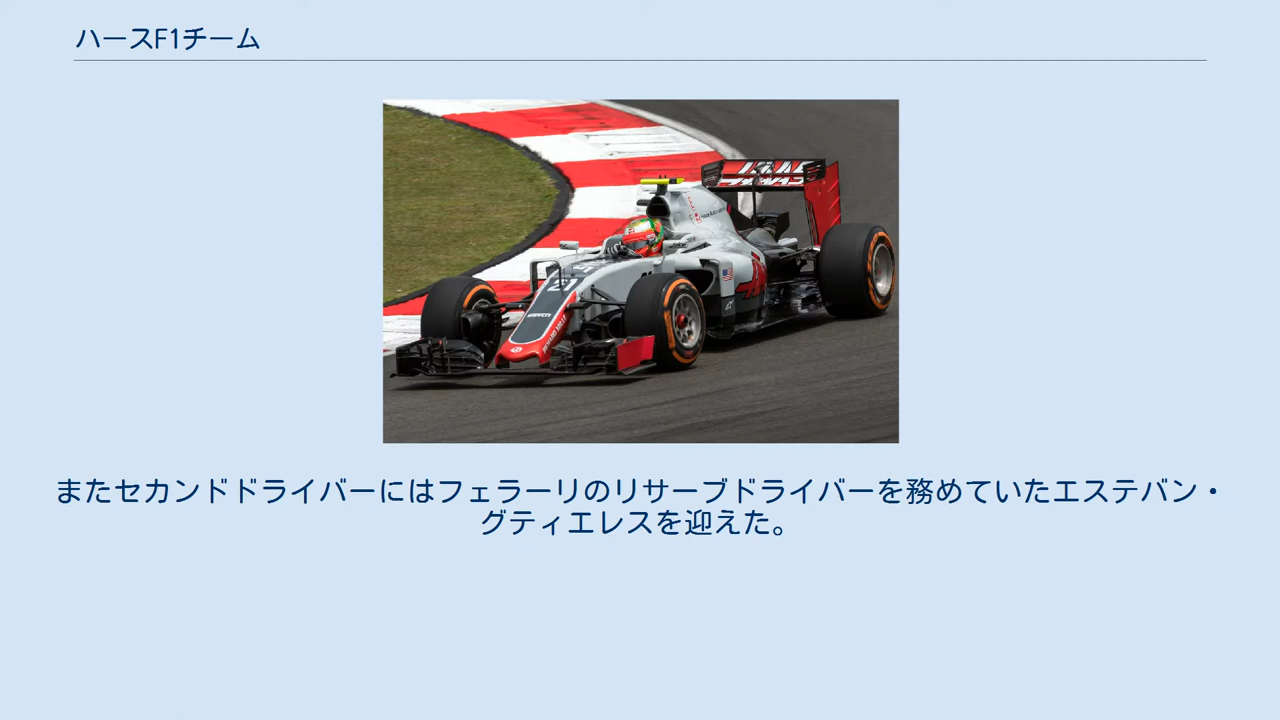 ハースF1チーム
21
またセカンドドライバーにはフェラーリのリサーブドライバーを務めていたエステバン・
グティエレスを迎えた。